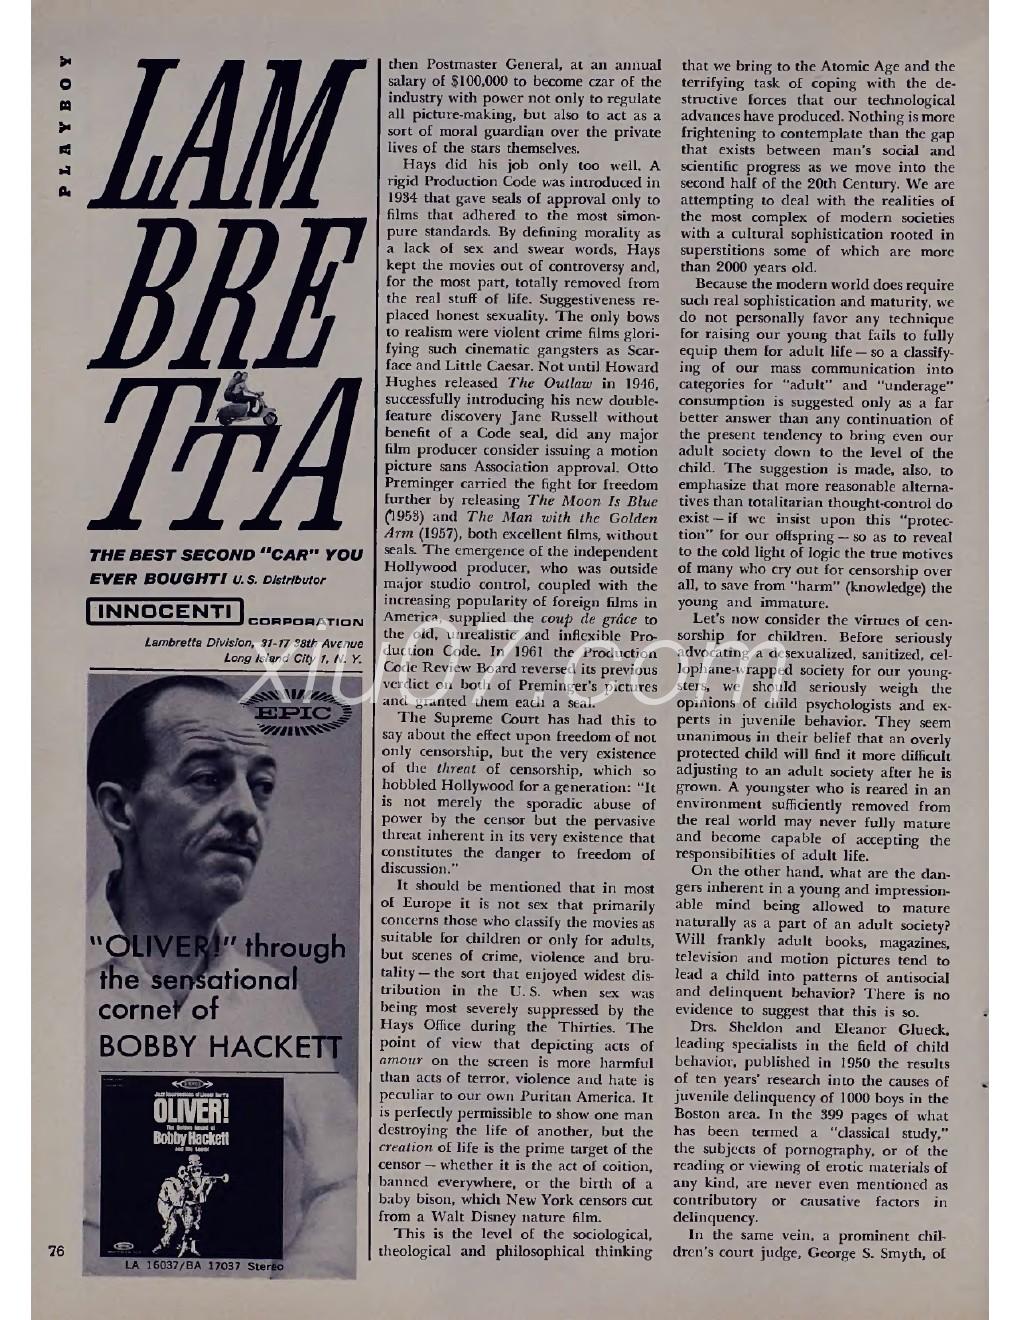 PLAYBOY
LAM
BRE
TTA
THE BEST SECOND "CAR" YOU
EVER BOUGHT! U. S. Distributor
INNOCENTI CORPORATION
Lambretta Division, 31-17 38th Avenue
Long Island City 1, N. Y.
EPIC
"OLIVER!" through
the sensational
cornet of
BOBBY HACKETT
OLIVER!
Bobby Hackett
LA 16037/BA 17037 Stereo
76
then Postmaster General, at an annual
salary of $100,000 to become czar of the
industry with power not only to regulate
all picture-making, but also to act as a
sort of moral guardian over the private
lives of the stars themselves.
Hays did his job only too well. A
rigid Production Code was introduced in
1934 that gave seals of approval only to
films that adhered to the most simon-
pure standards. By defining morality as
a lack of sex and swear words, Hays
kept the movies out of controversy and,
for the most part, totally removed from
the real stuff of life. Suggestiveness re-
placed honest sexuality. The only bows
to realism were violent crime films glori-
fying such cinematic gangsters as Scar-
face and Little Caesar. Not until Howard
Hughes released The Outlaw in 1946,
successfully introducing his new double-
feature discovery Jane Russell without
benefit of a Code seal, did any major
film producer consider issuing a motion
picture sans Association approval. Otto
Preminger carried the fight for freedom
further by releasing The Moon Is Blue
(1953) and The Man with the Golden
Arm (1957), both excellent films, without
seals. The emergence of the independent
Hollywood producer, who was outside
major studio control, coupled with the
increasing popularity of foreign films in
America, supplied the coup de grâce to
the old, unrealistic and inflexible Pro-
duction Code. In 1961 the Production
Code Review Board reversed its previous
verdict on both of Preminger's pictures
and granted them each a seal.
The Supreme Court has had this to
say about the effect upon freedom of not
only censorship, but the very existence
of the threat of censorship, which so
hobbled Hollywood for a generation: "It
is not merely the sporadic abuse of
power by the censor but the pervasive
threat inherent in its very existence that
constitutes the danger to freedom of
discussion."
It should be mentioned that in most
of Europe it is not sex that primarily
concerns those who classify the movies as
suitable for children or only for adults,
but scenes of crime, violence and bru-
tality — the sort that enjoyed widest dis-
tribution in the U. S. when sex was
being most severely suppressed by the
Hays Office during the Thirties. The
point of view that depicting acts of
amour on the screen is more harmful
than acts of terror, violence and hate is
peculiar to our own Puritan America. It
is perfectly permissible to show one man
destroying the life of another, but the
creation of life is the prime target of the
censor — whether it is the act of coition,
banned everywhere, or the birth of a
baby bison, which New York censors cut
from a Walt Disney nature film.
This is the level of the sociological,
theological and philosophical thinking
that we bring to the Atomic Age and the
terrifying task of coping with the de-
structive forces that our technological
advances have produced. Nothing is more
frightening to contemplate than the gap
that exists between man's social and
scientific progress as we move into the
second half of the 20th Century. We are
attempting to deal with the realities of
the most complex of modern societies
with a cultural sophistication rooted in
superstitions some of which are more
than 2000 years old.
Because the modern world does require
such real sophistication and maturity, we
do not personally favor any technique
for raising our young that fails to fully
equip them for adult life — so a classify-
ing of our mass communication into
categories for "adult" and "underage"
consumption is suggested only as a far
better answer than any continuation of
the present tendency to bring even our
adult society down to the level of the
child. The suggestion is made, also, to
emphasize that more reasonable alterna-
tives than totalitarian thought-control do
exist — if we insist upon this "protec-
tion" for our offspring — so as to reveal
to the cold light of logic the true motives
of many who cry out for censorship over
all, to save from "harm" (knowledge) the
young and immature.
Let's now consider the virtues of cen-
sorship for children. Before seriously
advocating a desexualized, sanitized, cel-
lophane-wrapped society for our young-
sters, we should seriously weigh the
opinions of child psychologists and ex-
perts in juvenile behavior. They seem
unanimous in their belief that an overly
protected child will find it more difficult
adjusting to an adult society after he is
grown. A youngster who is reared in an
environment sufficiently removed from
the real world may never fully mature
and become capable of accepting the
responsibilities of adult life.
On the other hand, what are the dan-
gers inherent in a young and impression-
able mind being allowed to mature
naturally as a part of an adult society?
Will frankly adult books, magazines,
television and motion pictures tend to
lead a child into patterns of antisocial
and delinquent behavior? There is no
evidence to suggest that this is so.
Drs. Sheldon and Eleanor Glueck,
leading specialists in the field of child
behavior, published in 1950 the results
of ten years' research into the causes of
juvenile delinquency of 1000 boys in the
Boston area. In the 399 pages of what
has been termed a "classical study,"
the subjects of pornography, or of the
reading or viewing of erotic materials of
any kind, are never even mentioned as
contributory or causative factors in
delinquency.
In the same vein, a prominent chil-
dren's court judge, George S. Smyth, of
xiu07.com